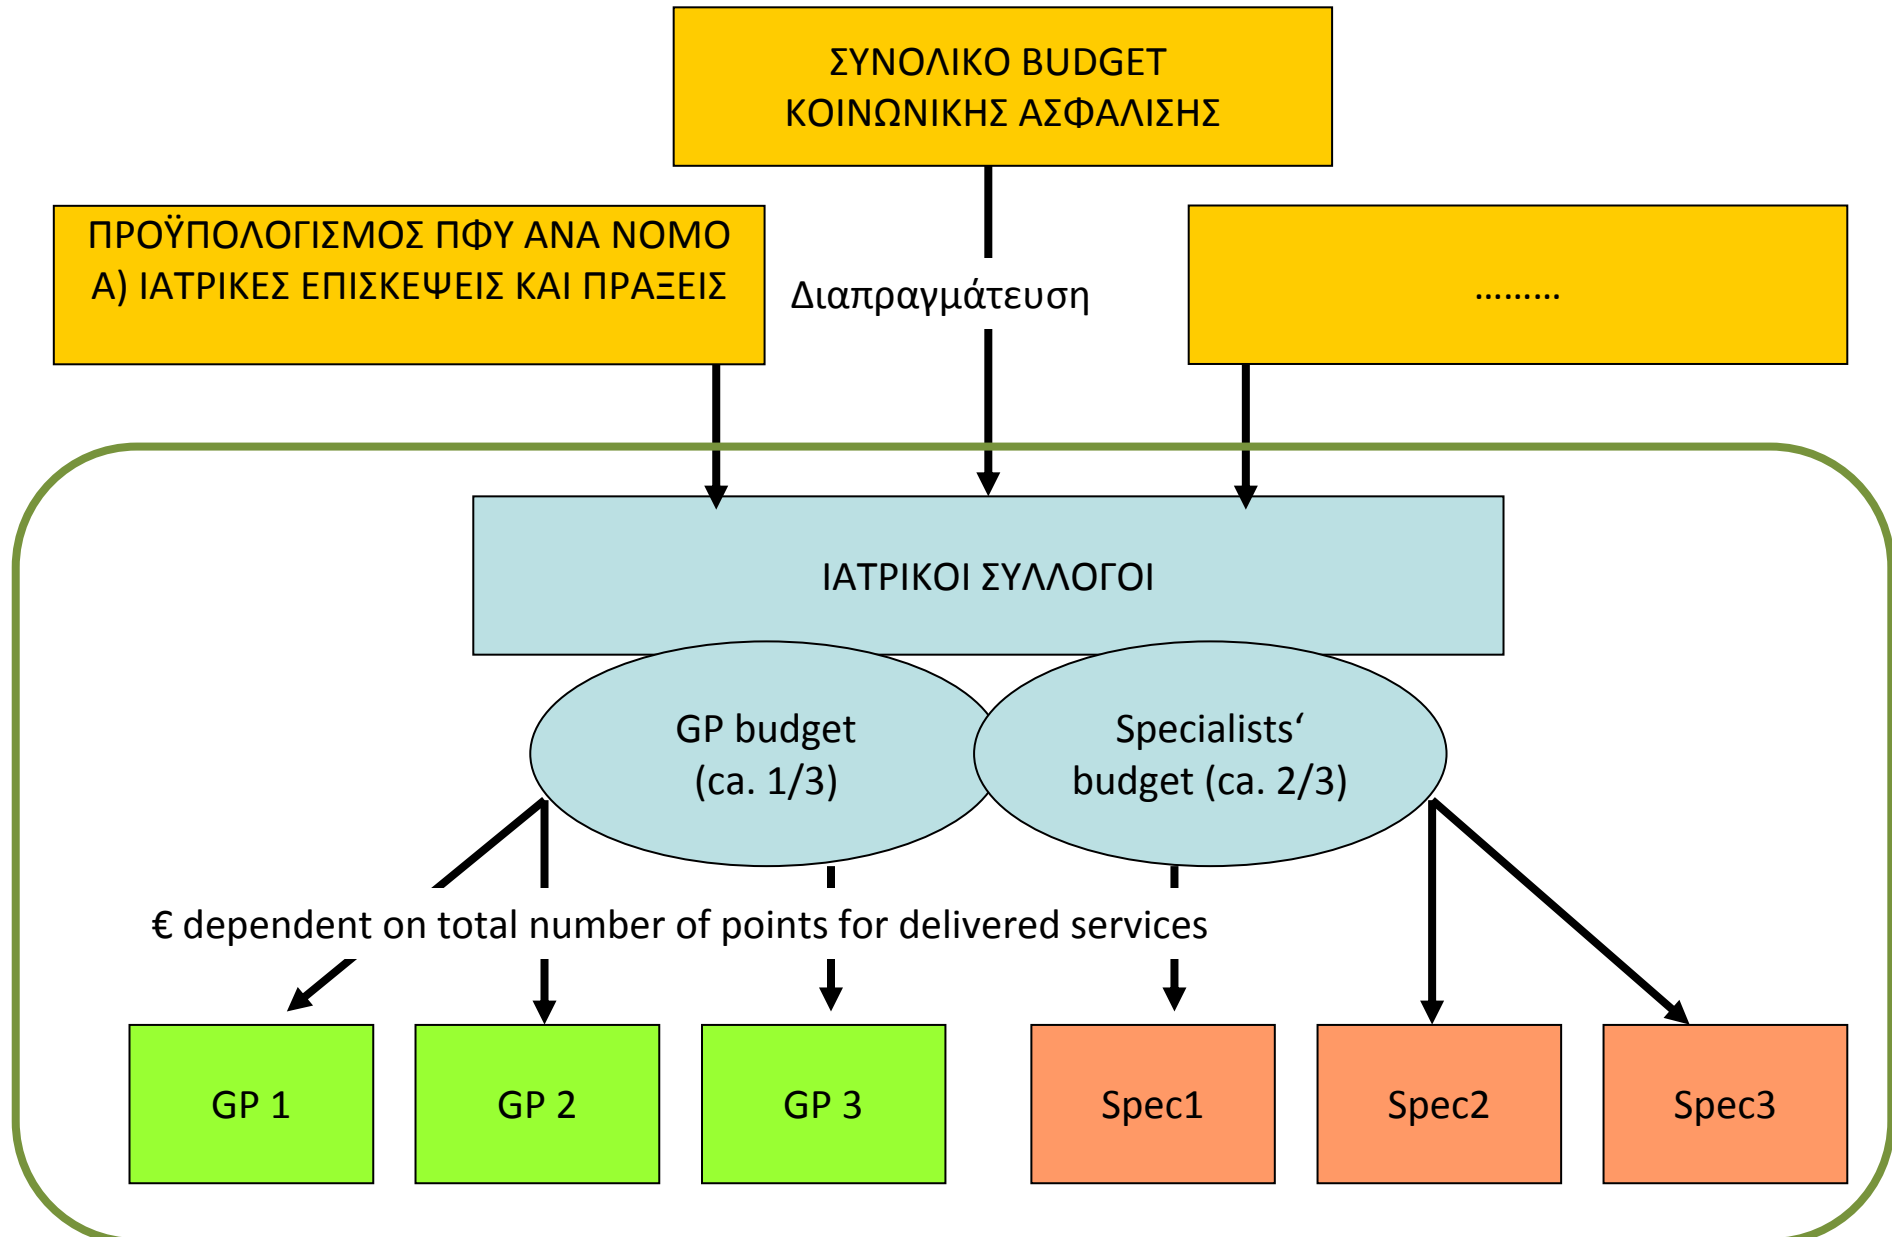 ΣΥΝΟΛΙΚΟ BUDGET
ΚΟΙΝΩΝΙΚΗΣ ΑΣΦΑΛΙΣΗΣ
ΠΡΟΫΠΟΛΟΓΙΣΜΟΣ ΠΦΥ ΑΝΑ ΝΟΜΟ
Α) ΙΑΤΡΙΚΕΣ ΕΠΙΣΚΕΨΕΙΣ ΚΑΙ ΠΡΑΞΕΙΣ
Διαπραγμάτευση
.........
ΙΑΤΡΙΚΟΙ ΣΥΛΛΟΓΟΙ
GP budget
(ca. 1/3)
Specialists‘
budget (ca. 2/3)
€ dependent on total number of points for delivered services
GP 1
GP 2
GP 3
Spec1
Spec2
Spec3